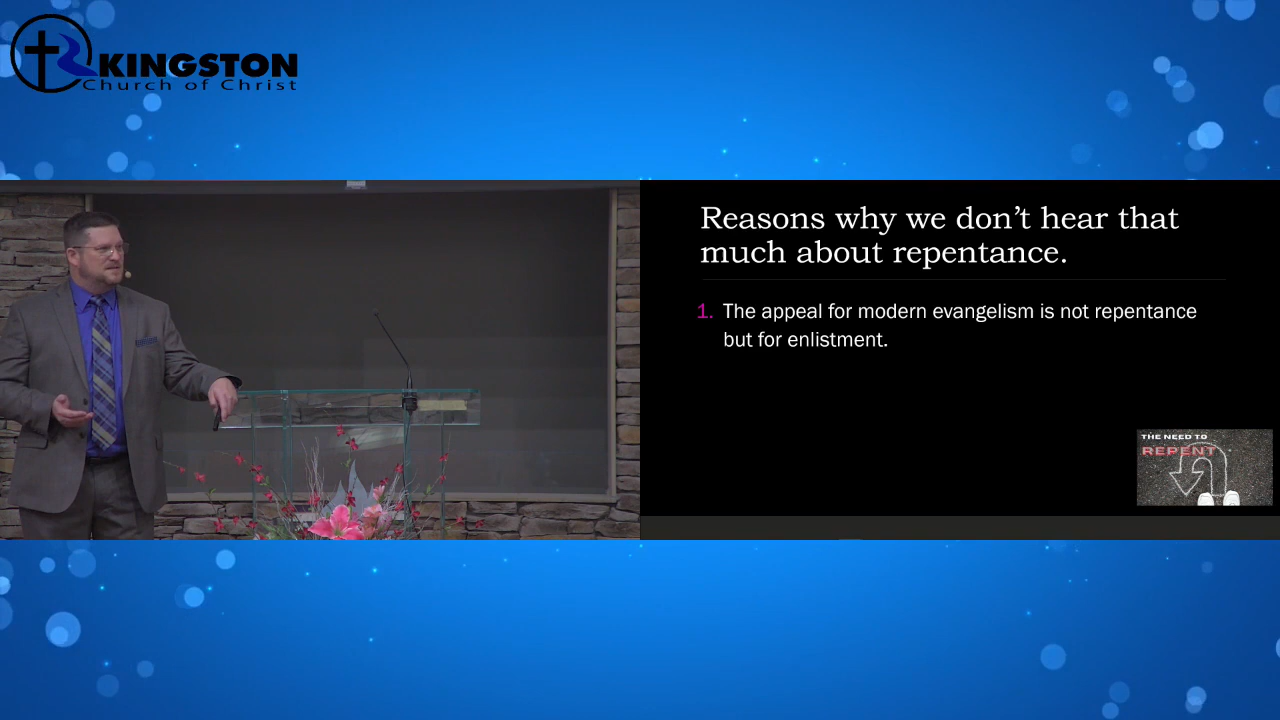 KINGSTON
Church of Christ
Reasons why we don't hear that
much about repentance.
1. The appeal for modern evangelism is not repentance
but for enlistment.
THE NEED TO
REPENT